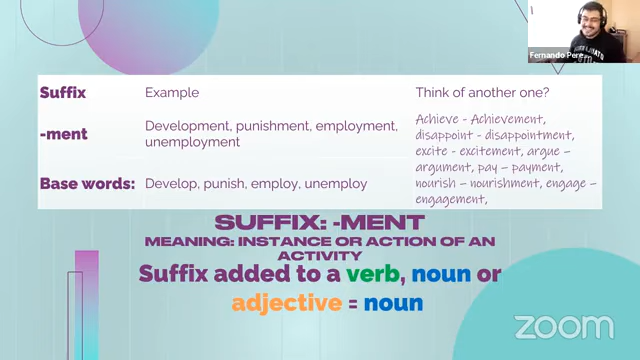 Fernando Pere
Suffix Example Think of another one?
-ment Development, punishment, employment,
unemployment
Achieve - Achievement,
disappoint - disappointment,
excite - excitement, argue –
argument, pay – payment,
nourish – nourishment, engage –
engagement,
Base words: Develop, punish, employ, unemploy
SUFFIX: -MENT
MEANING: INSTANCE OR ACTION OF AN
ACTIVITY
Suffix added to a verb, noun or
adjective = noun
zoom